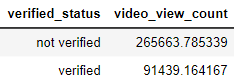 verified_status video_view_count
not verified 265663.785339
verified 91439.164167